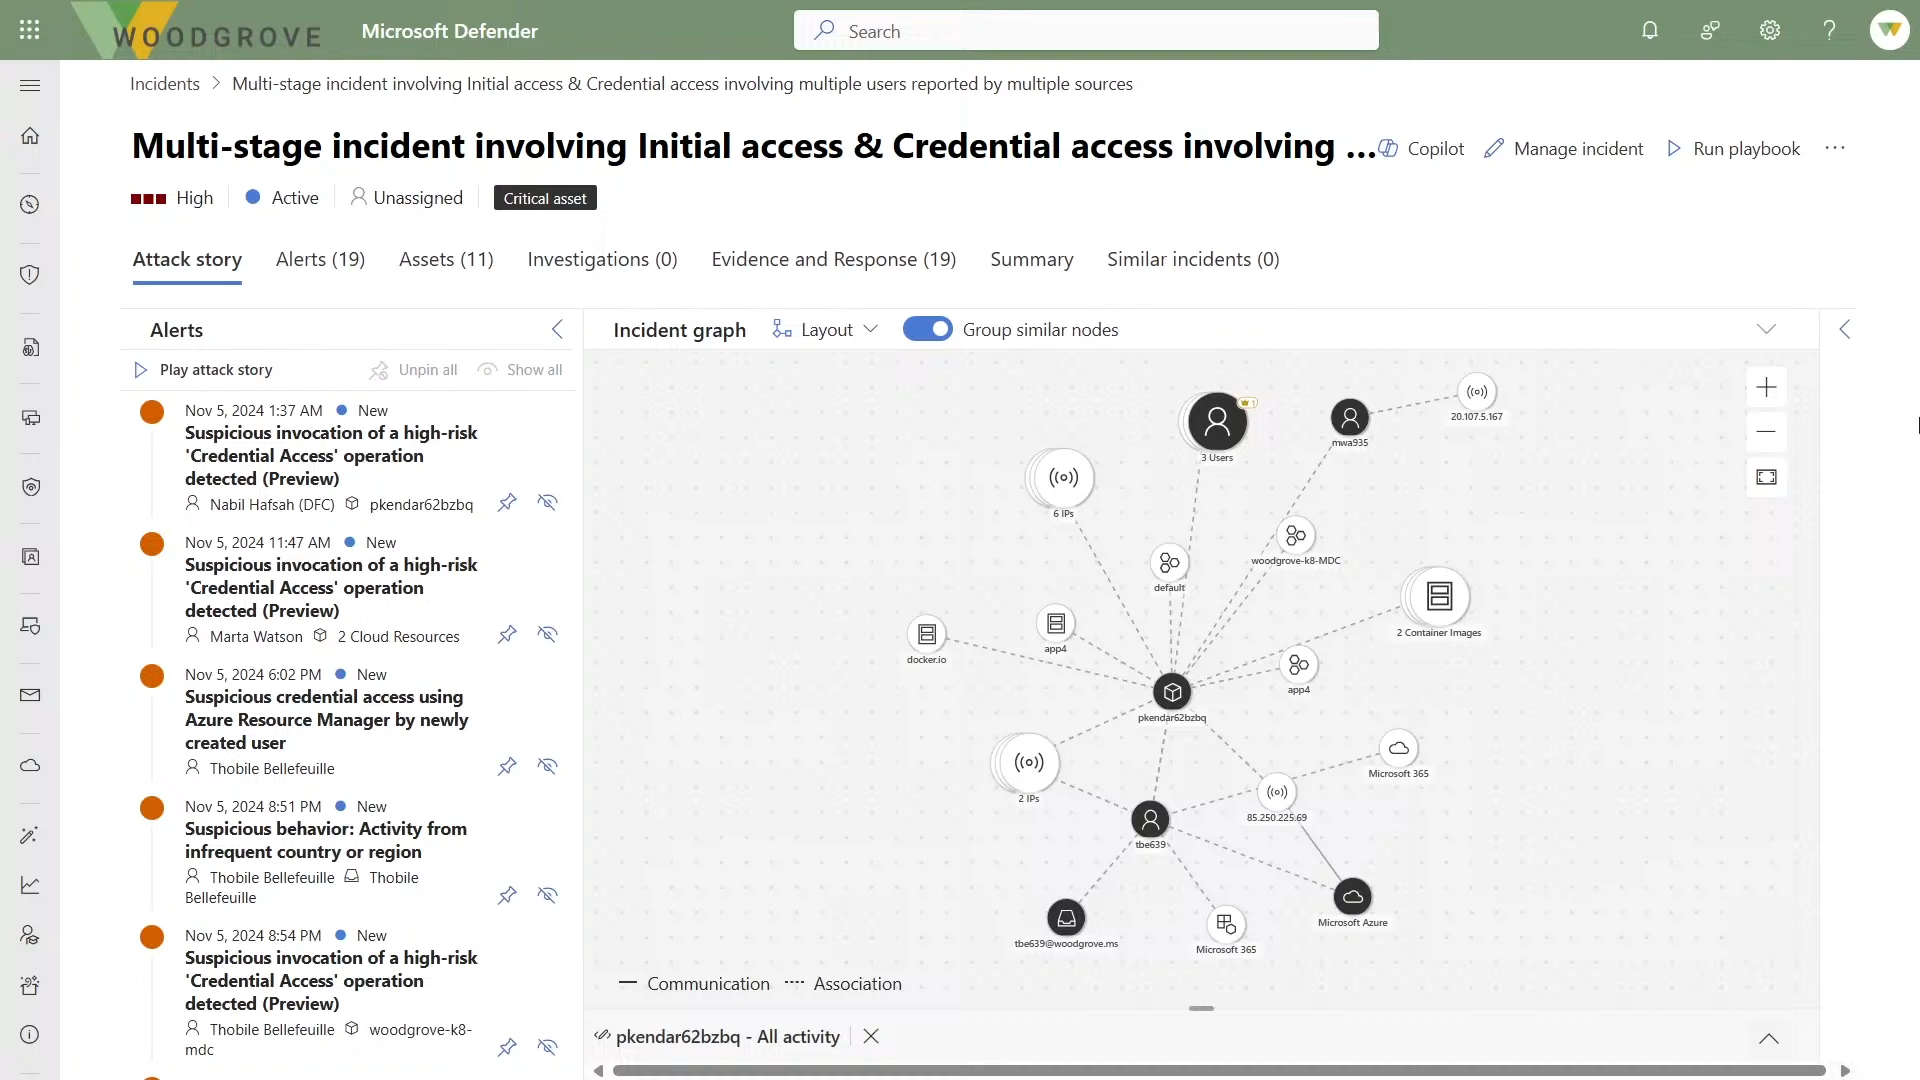 WOODGROVE
Microsoft Defender
Search
Incidents > Multi-stage incident involving Initial access & Credential access involving multiple users reported by multiple sources
Multi-stage incident involving Initial access & Credential access involving ...
Copilot
Manage incident
Run playbook
High
Active
Unassigned
Critical asset
Attack story
Alerts (19)
Assets (11)
Investigations (0)
Evidence and Response (19)
Summary
Similar incidents (0)
Alerts
Play attack story
Unpin all
Show all
Nov 5, 2024 1:37 AM New
Suspicious invocation of a high-risk
'Credential Access' operation
detected (Preview)
Nabil Hafsah (DFC) pkendar62bzbq
Nov 5, 2024 11:47 AM New
Suspicious invocation of a high-risk
'Credential Access' operation
detected (Preview)
Marta Watson 2 Cloud Resources
Nov 5, 2024 6:02 PM New
Suspicious credential access using
Azure Resource Manager by newly
created user
Thobile Bellefeuille
Nov 5, 2024 8:51 PM New
Suspicious behavior: Activity from
infrequent country or region
Thobile Bellefeuille Thobile
Bellefeuille
Nov 5, 2024 8:54 PM New
Suspicious invocation of a high-risk
'Credential Access' operation
detected (Preview)
Thobile Bellefeuille woodgrove-k8-
mdc
Incident graph
Layout
Group similar nodes
1
3 Users
mwa935
20.107.5.167
6 IPs
default
woodgrove-k8-MDC
2 Container Images
docker.io
app4
app4
pkendar62bzbq
2 IPs
Microsoft 365
85.250.225.69
tbe639
tbe639@woodgrove.ms
Microsoft 365
Microsoft Azure
Communication
Association
pkendar62bzbq - All activity